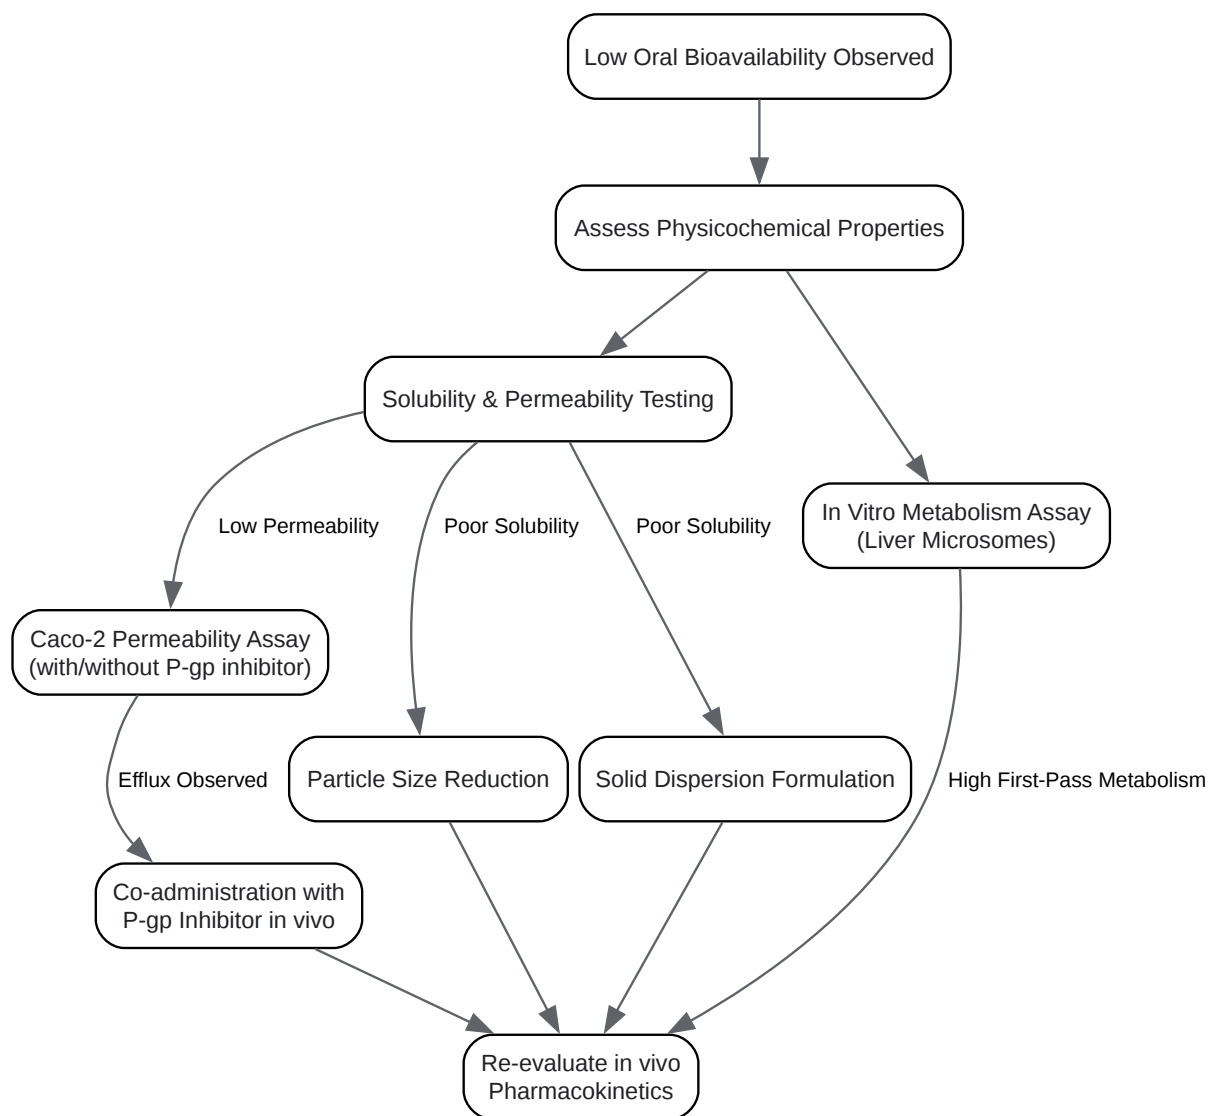 Low Oral Bioavailability Observed
Assess Physicochemical Properties
Solubility & Permeability Testing
In Vitro Metabolism Assay
(Liver Microsomes)
Low Permeability
Poor Solubility
Poor Solubility
Caco-2 Permeability Assay
(with/without P-gp inhibitor)
Efflux Observed
Particle Size Reduction
Solid Dispersion Formulation
High First-Pass Metabolism
Co-administration with
P-gp Inhibitor in vivo
Re-evaluate in vivo
Pharmacokinetics